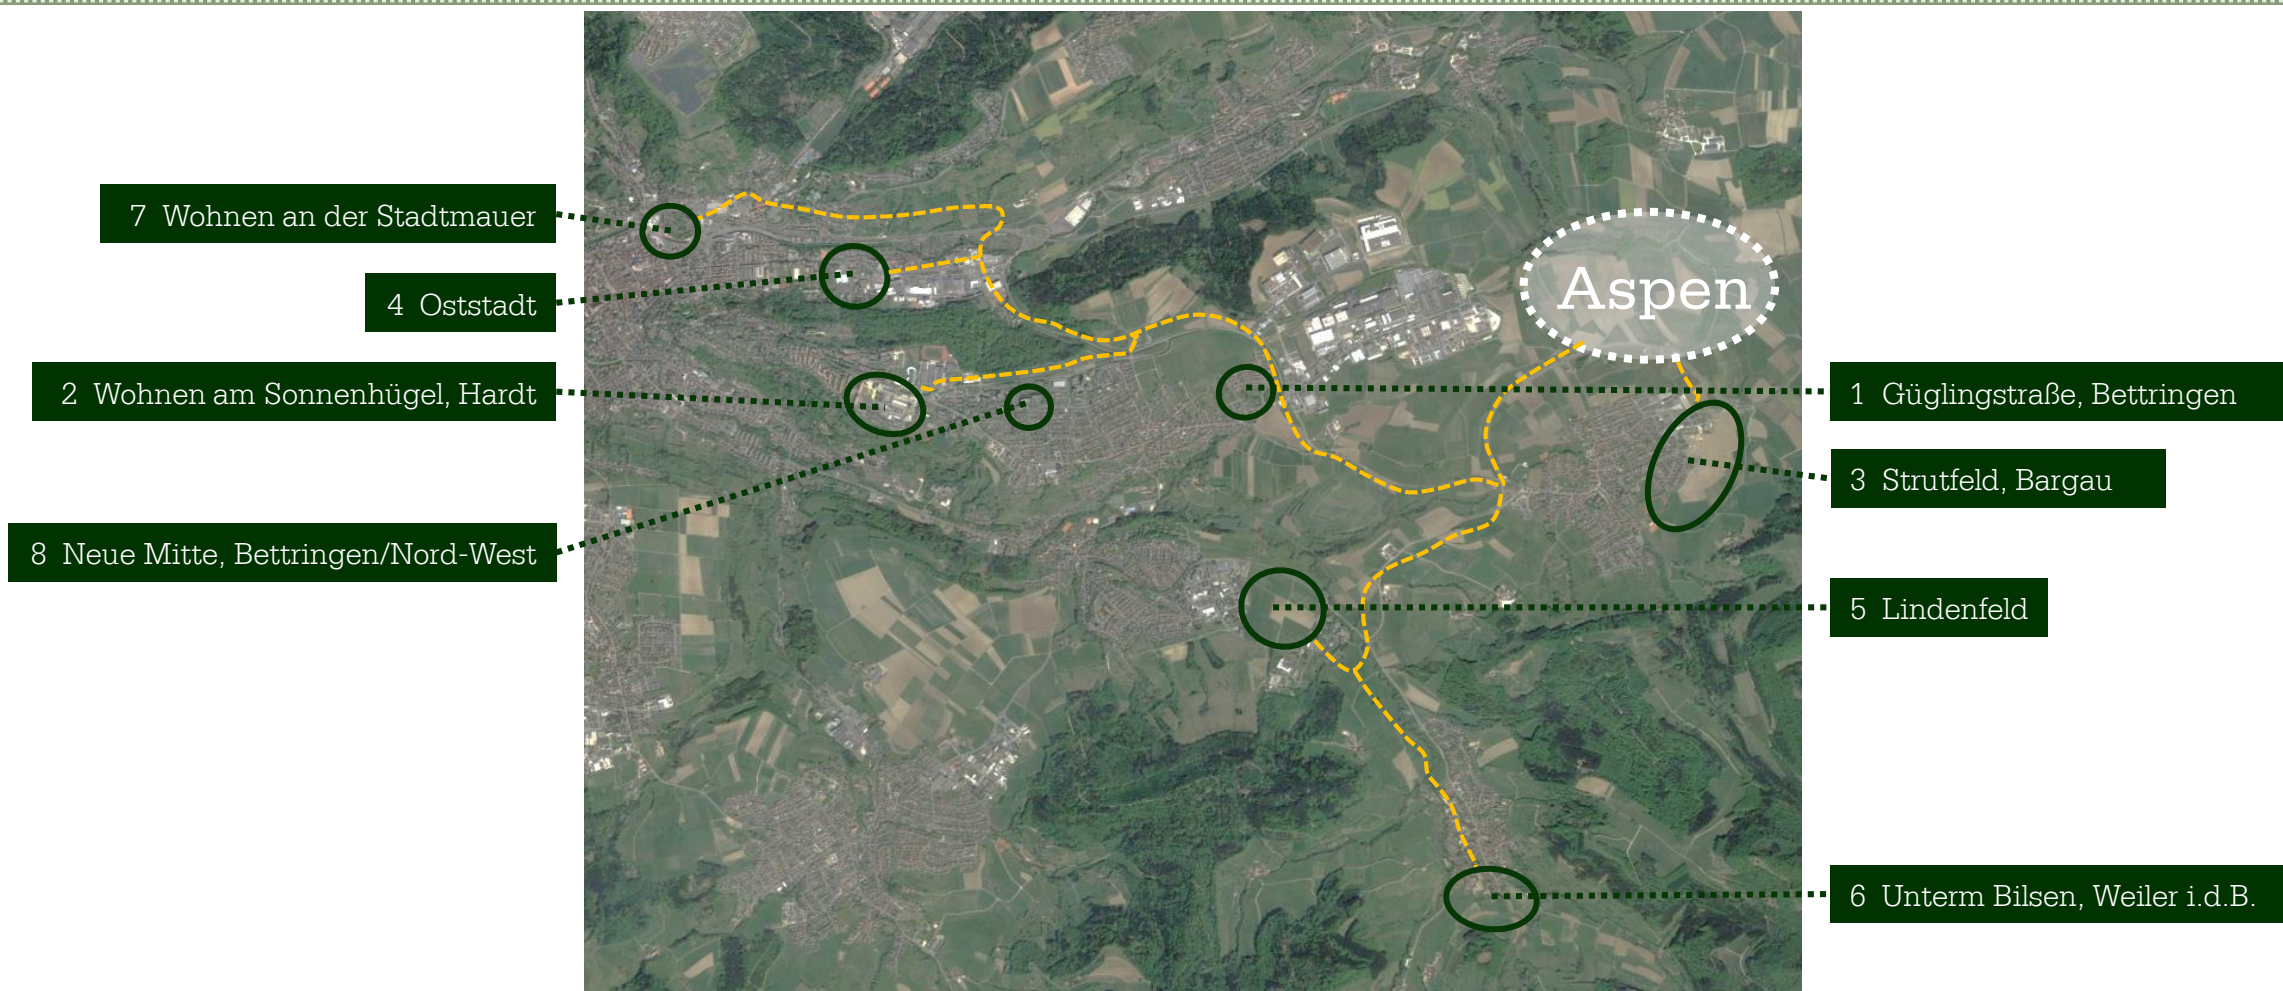 7 Wohnen an der Stadtmauer
4 Oststadt
2 Wohnen am Sonnenhügel, Hardt
8 Neue Mitte, Bettringen/Nord-West
Aspen
1 Güglingstraße, Bettringen
3 Strutfeld, Bargau
5 Lindenfeld
6 Unterm Bilsen, Weiler i.d.B.